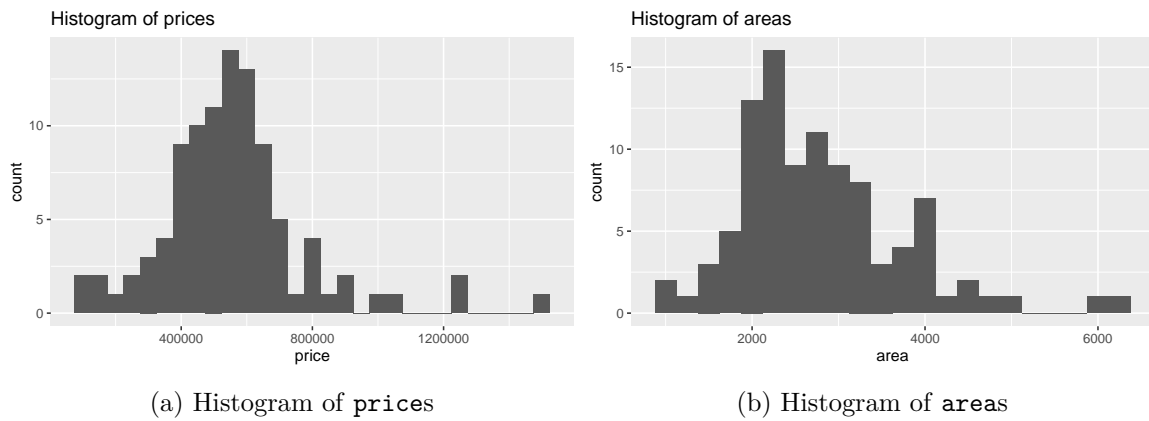 Histogram of prices
count
10
5
0
400000 800000 1200000
price
(a) Histogram of prices
Histogram of areas
count
15
10
5
0
2000 4000 6000
area
(b) Histogram of areas